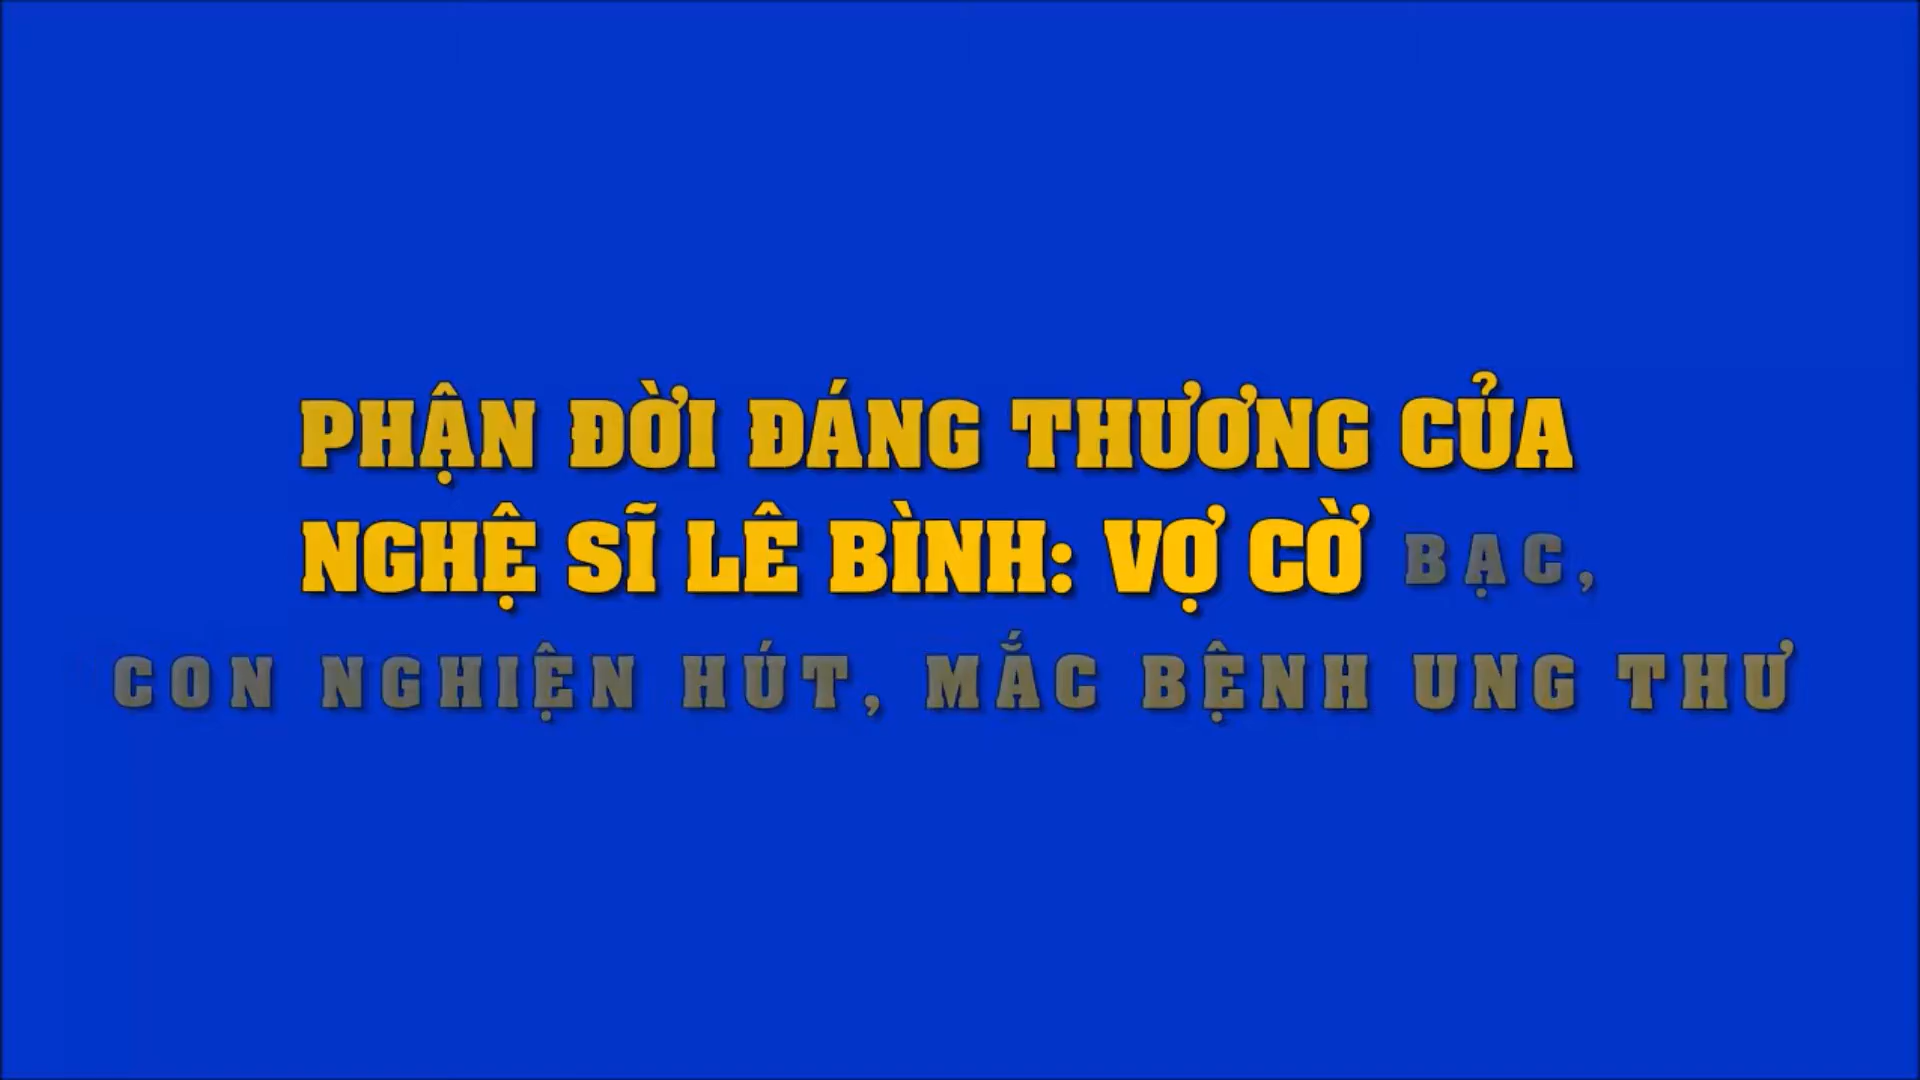 PHẬN ĐỜI ĐÁNG THƯƠNG CỦA
NGHỆ SĨ LÊ BÌNH: VỢ CỜ BẠC,
CON NGHIỆN HÚT, MẮC BỆNH UNG THƯ